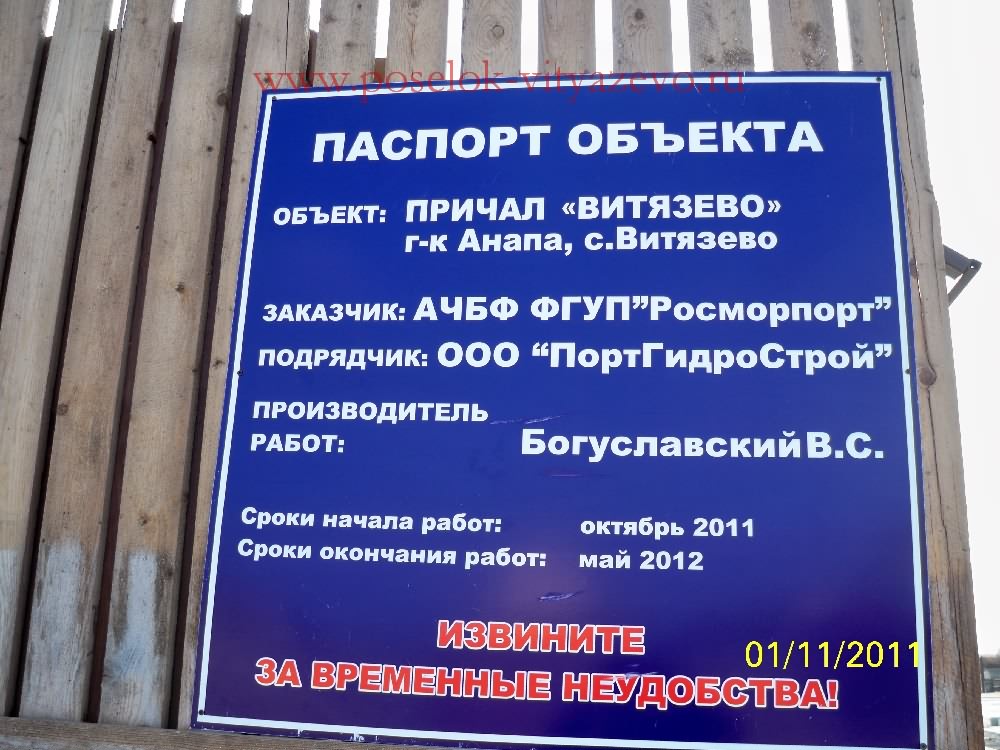 www.poselok-vityazevo.ru
ПАСПОРТ ОБЪЕКТА
ОБЪЕКТ: ПРИЧАЛ «ВИТЯЗЕВО»
г-к Анапа, с.Витязево
ЗАКАЗЧИК: АЧБФ ФГУП”Росморпорт”
ПОДРЯДЧИК: ООО “ПортГидроСтрой”
ПРОИЗВОДИТЕЛЬ
РАБОТ: Богуславский В.С.
Сроки начала работ: октябрь 2011
Сроки окончания работ: май 2012
ИЗВИНИТЕ
ЗА ВРЕМЕННЫЕ НЕУДОБСТВА!
01/11/2011